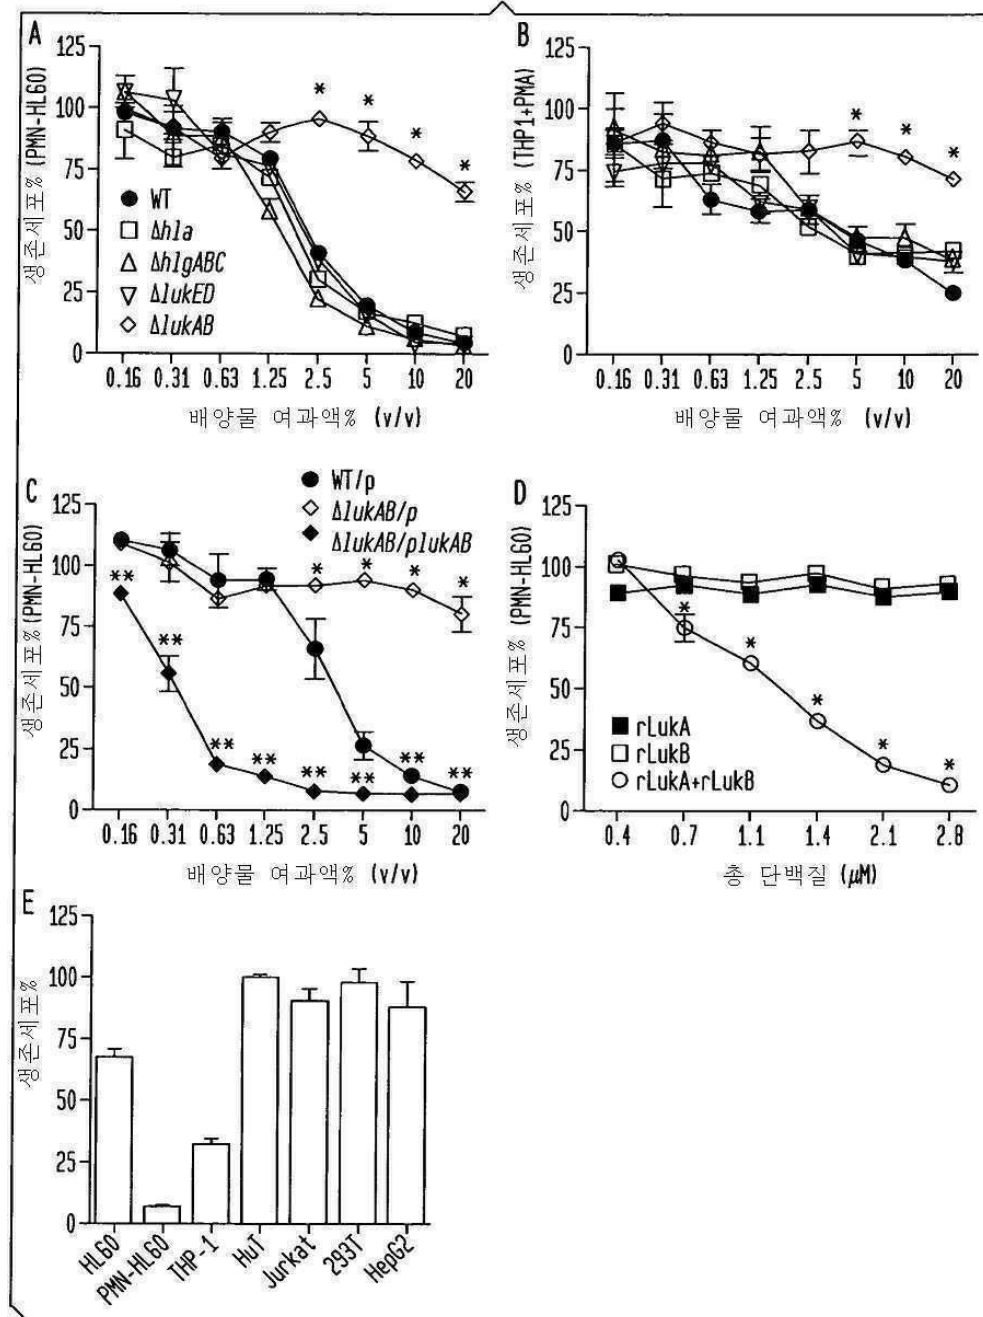 A
생존세포% (PMN-HL60)
125
100
75
50
25
0
WT
Δhla
ΔhlgABC
ΔlukED
ΔlukAB
* * * *
0.16 0.31 0.63 1.25 2.5 5 10 20
배양물 여과액% (v/v)
B
생존세포% (THP1+PMA)
125
100
75
50
25
0
* * *
0.16 0.31 0.63 1.25 2.5 5 10 20
배양물 여과액% (v/v)
C
생존세포% (PMN-HL60)
WT/p
ΔlukAB/p
ΔlukAB/plukAB
125
100
75
50
25
0
* * * *
** ** ** ** ** ** ** **
0.16 0.31 0.63 1.25 2.5 5 10 20
배양물 여과액% (v/v)
D
생존세포% (PMN-HL60)
125
100
75
50
25
0
* * * * *
rLukA
rLukB
rLukA+rLukB
0.4 0.7 1.1 1.4 2.1 2.8
총 단백질 (μM)
E
생존세포%
125
100
75
50
25
0
HL60 PMN-HL60 THP-1 HuT Jurkat 293T HepG2